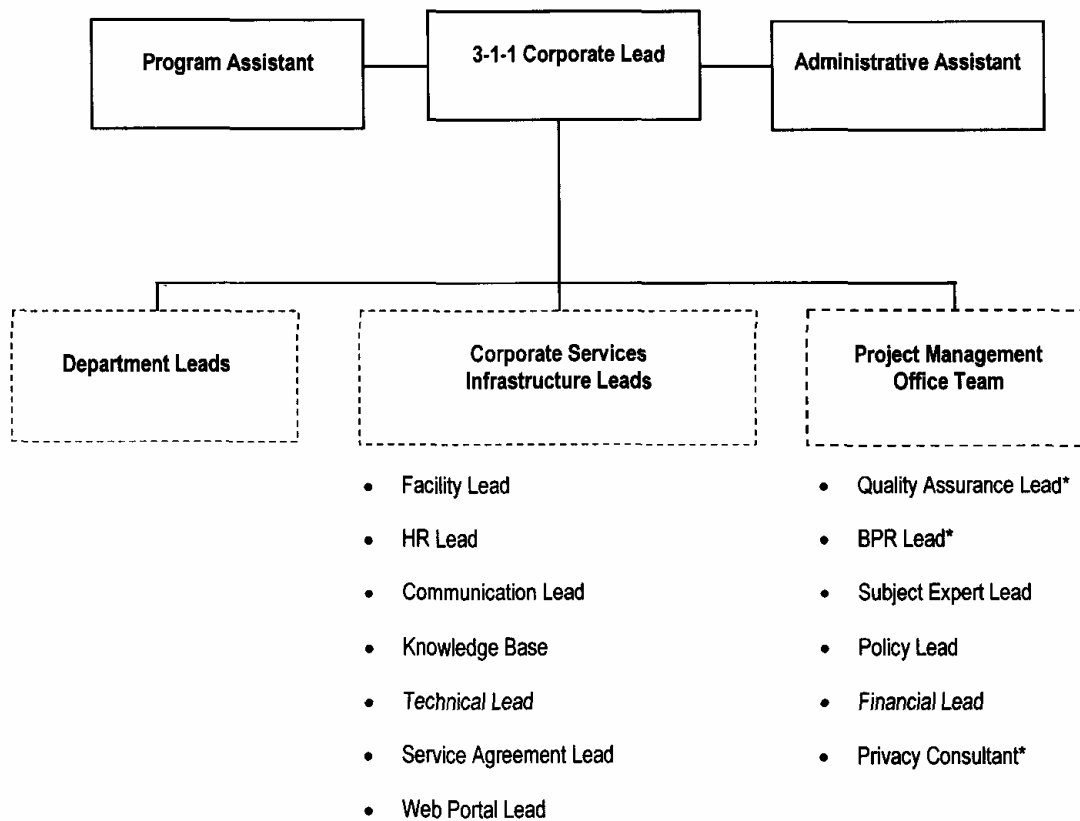 Program Assistant
3-1-1 Corporate Lead
Administrative Assistant
Department Leads
Corporate Services
Infrastructure Leads
Project Management
Office Team
• Facility Lead
• HR Lead
• Communication Lead
• Knowledge Base
• Technical Lead
• Service Agreement Lead
• Web Portal Lead
• Quality Assurance Lead*
• BPR Lead*
• Subject Expert Lead
• Policy Lead
• Financial Lead
• Privacy Consultant*